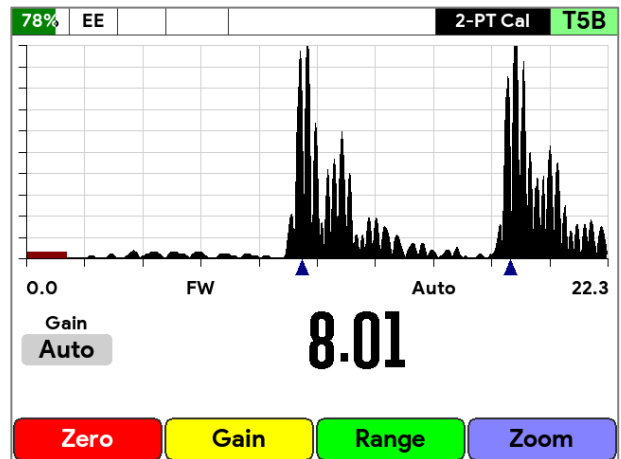 78% EE 2-PT Cal T5B
0.0 FW Auto 22.3
Gain
Auto
8.01
Zero Gain Range Zoom